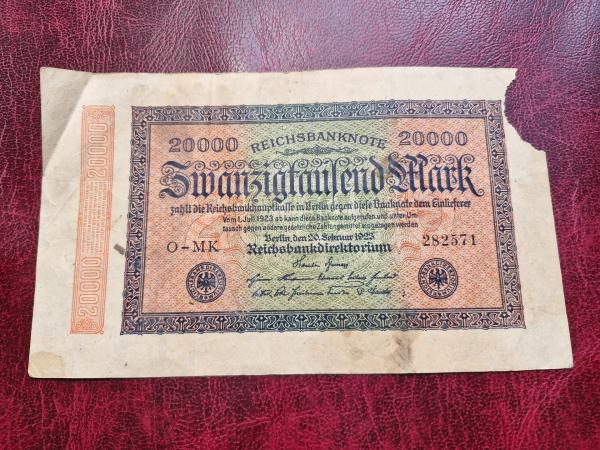 20000
20000 REICHSBANKNOTE 20000
Zwanzigtausend Mark
zahlt die Reichsbankhauptkasse in Berlin gegen diese Banknote dem Einlieferer
Vom 1. Juli 1923 ab kann diese Banknote aufgerufen und unter Um-
tausch gegen andere gesetzliche Zahlungsmittel eingezogen werden
Berlin, den 20. Februar 1923
O-MK Reichsbankdirektorium 282571
20000